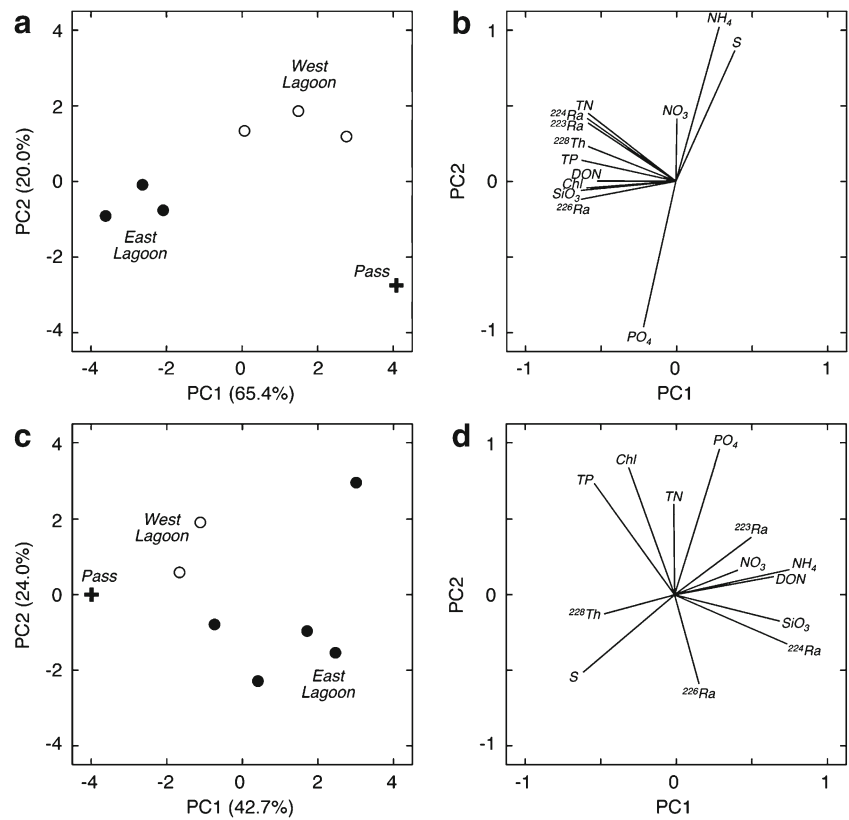 a
4
2
0
-2
-4
PC2 (20.0%)
West
Lagoon
East
Lagoon
Pass
-4 -2 0 2 4
PC1 (65.4%)
b
1
0
-1
PC2
NH4
S
NO3
TN
224Ra
223Ra
228Th
TP
DON
Chl
SiO3
226Ra
PO4
-1 0 1
PC1
c
4
2
0
-2
-4
PC2 (24.0%)
West
Lagoon
Pass
East
Lagoon
-4 -2 0 2 4
PC1 (42.7%)
d
1
0
-1
PC2
PO4
Chl
TP
TN
223Ra
NO3
NH4
DON
228Th
SiO3
224Ra
S
226Ra
-1 0 1
PC1